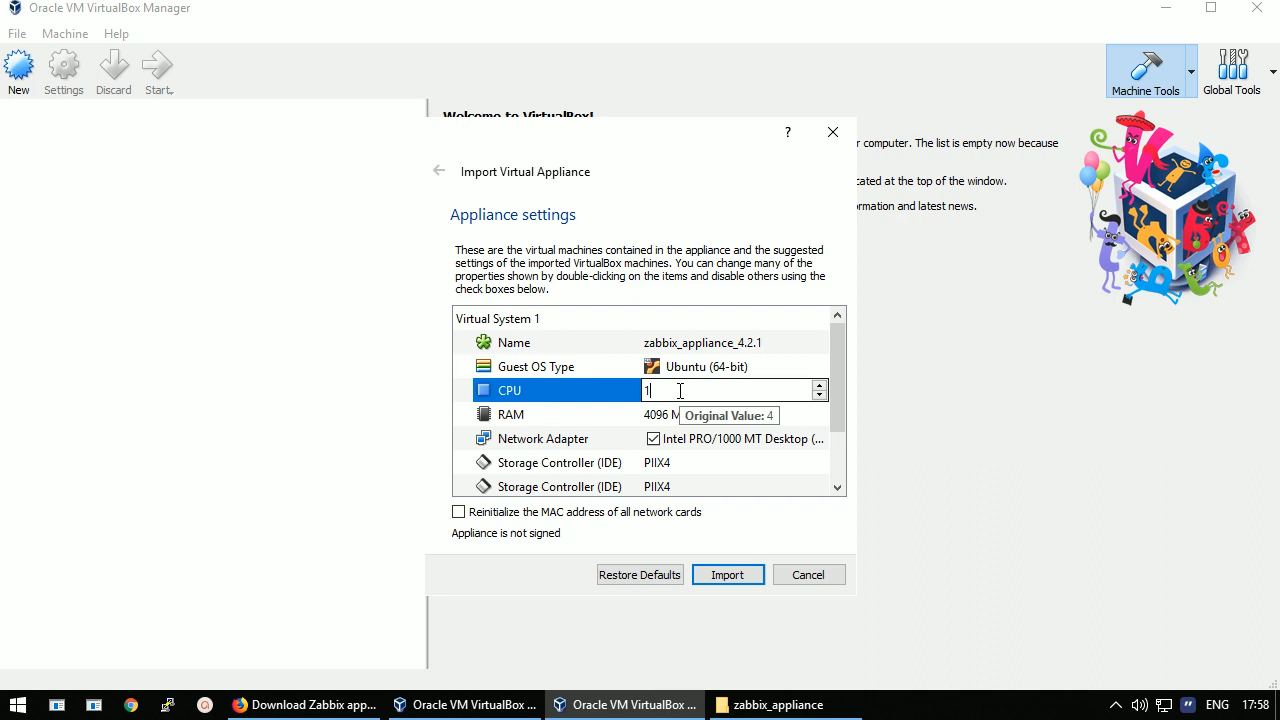 Oracle VM VirtualBox Manager
File Machine Help
New Settings Discard Start
Machine Tools Global Tools
Welcome to VirtualBox!
r computer. The list is empty now because
cated at the top of the window.
ormation and latest news.
?
Import Virtual Appliance
Appliance settings
These are the virtual machines contained in the appliance and the suggested
settings of the imported VirtualBox machines. You can change many of the
properties shown by double-clicking on the items and disable others using the
check boxes below.
Virtual System 1
Name zabbix_appliance_4.2.1
Guest OS Type Ubuntu (64-bit)
CPU 1
RAM 4096 M
Original Value: 4
Network Adapter Intel PRO/1000 MT Desktop (...
Storage Controller (IDE) PIIX4
Storage Controller (IDE) PIIX4
Reinitialize the MAC address of all network cards
Appliance is not signed
Restore Defaults Import Cancel
Download Zabbix app... Oracle VM VirtualBox ... Oracle VM VirtualBox ... zabbix_appliance ENG 17:58